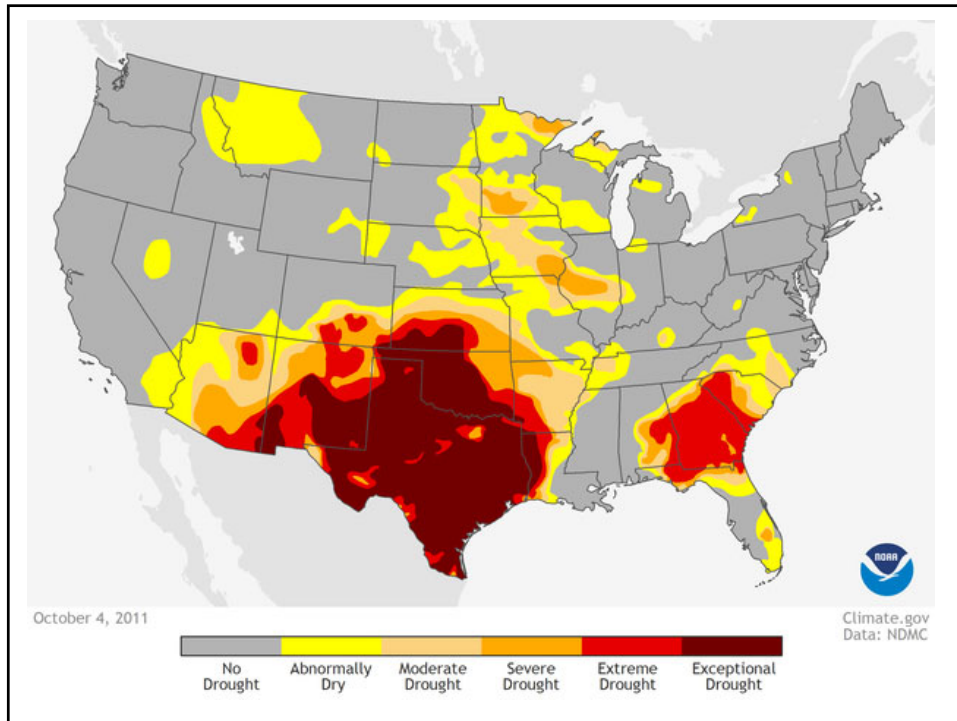 NOAA
October 4, 2011
Climate.gov
Data: NDMC
No
Drought
Abnormally
Dry
Moderate
Drought
Severe
Drought
Extreme
Drought
Exceptional
Drought